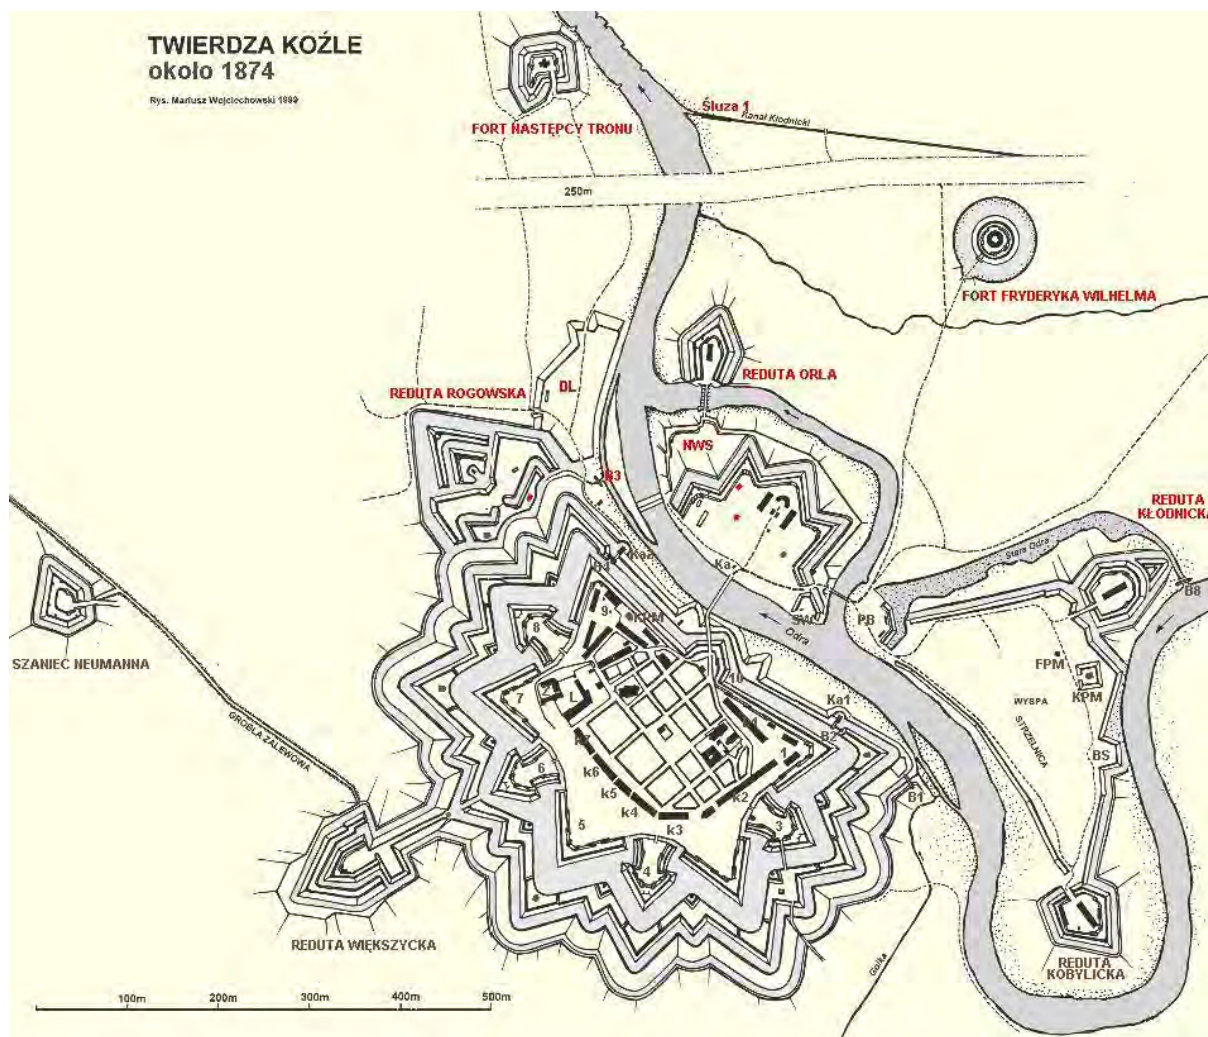 TWIERDZA KOŹLE
około 1874
Rys. Mariusz Wojciechowski 1999
Śluza 1
Kanał Kłodnicki
FORT NASTĘPCY TRONU
250m
FORT FRYDERYKA WILHELMA
REDUTA ORLA
REDUTA ROGOWSKA
DL
NWS
B3
REDUTA
KŁODNICKA
Stara Odra
Ka2
Ka
B8
SZANIEC NEUMANNA
9
KPM
8
PB
Odra
FPM
KPM
10
WYSPA
STRZELNICA
7
L
Ka1
B2
BS
GROBLA ZALEWOWA
6
k6
1
k5
k2
B1
k4
k3
5
3
4
REDUTA WIĘKSZYCKA
REDUTA
KOBYLICKA
100m 200m 300m 400m 500m